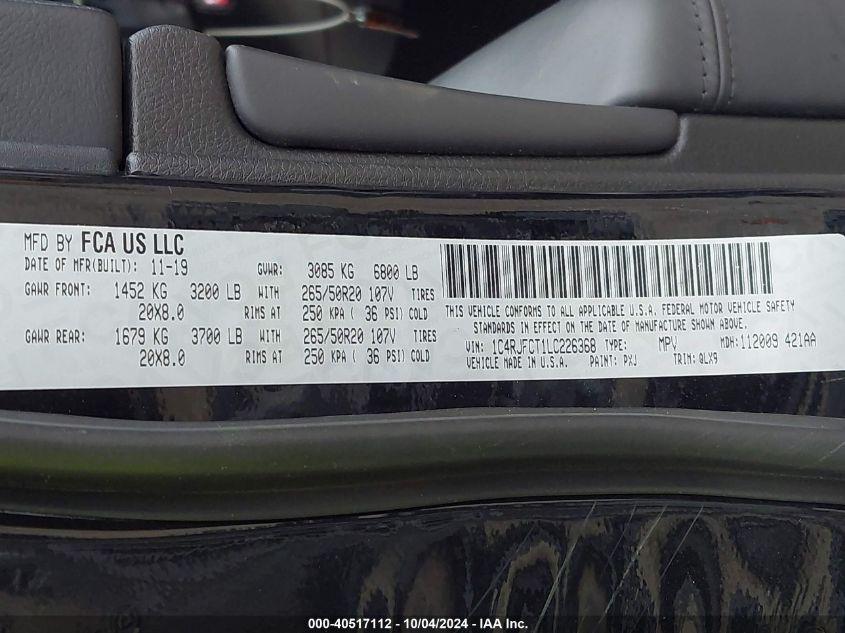 MFD BY FCA US LLC
DATE OF MFR(BUILT): 11-19 GVWR: 3085 KG 6800 LB
GAWR FRONT: 1452 KG 3200 LB WITH 265/50R20 107V TIRES
20X8.0 RIMS AT 250 KPA ( 36 PSI) COLD
GAWR REAR: 1679 KG 3700 LB WITH 265/50R20 107V TIRES
20X8.0 RIMS AT 250 KPA ( 36 PSI) COLD
THIS VEHICLE CONFORMS TO ALL APPLICABLE U.S.A. FEDERAL MOTOR VEHICLE SAFETY
STANDARDS IN EFFECT ON THE DATE OF MANUFACTURE SHOWN ABOVE.
VIN: 1C4RJFCT1LC226368 TYPE: MPV MDH: 112009 421AA
VEHICLE MADE IN U.S.A. PAINT: PXJ TRIM: QLX9
000-40517112 - 10/04/2024 - IAA Inc.